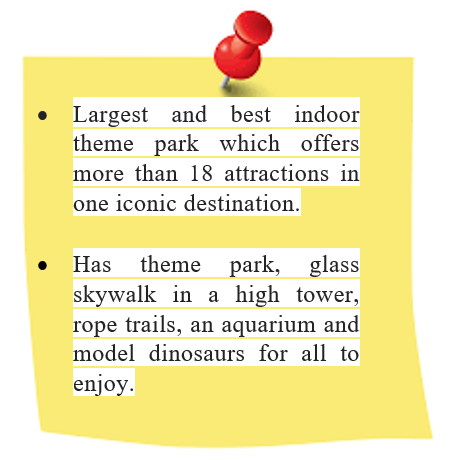 • Largest and best indoor
theme park which offers
more than 18 attractions in
one iconic destination.
• Has theme park, glass
skywalk in a high tower,
rope trails, an aquarium and
model dinosaurs for all to
enjoy.